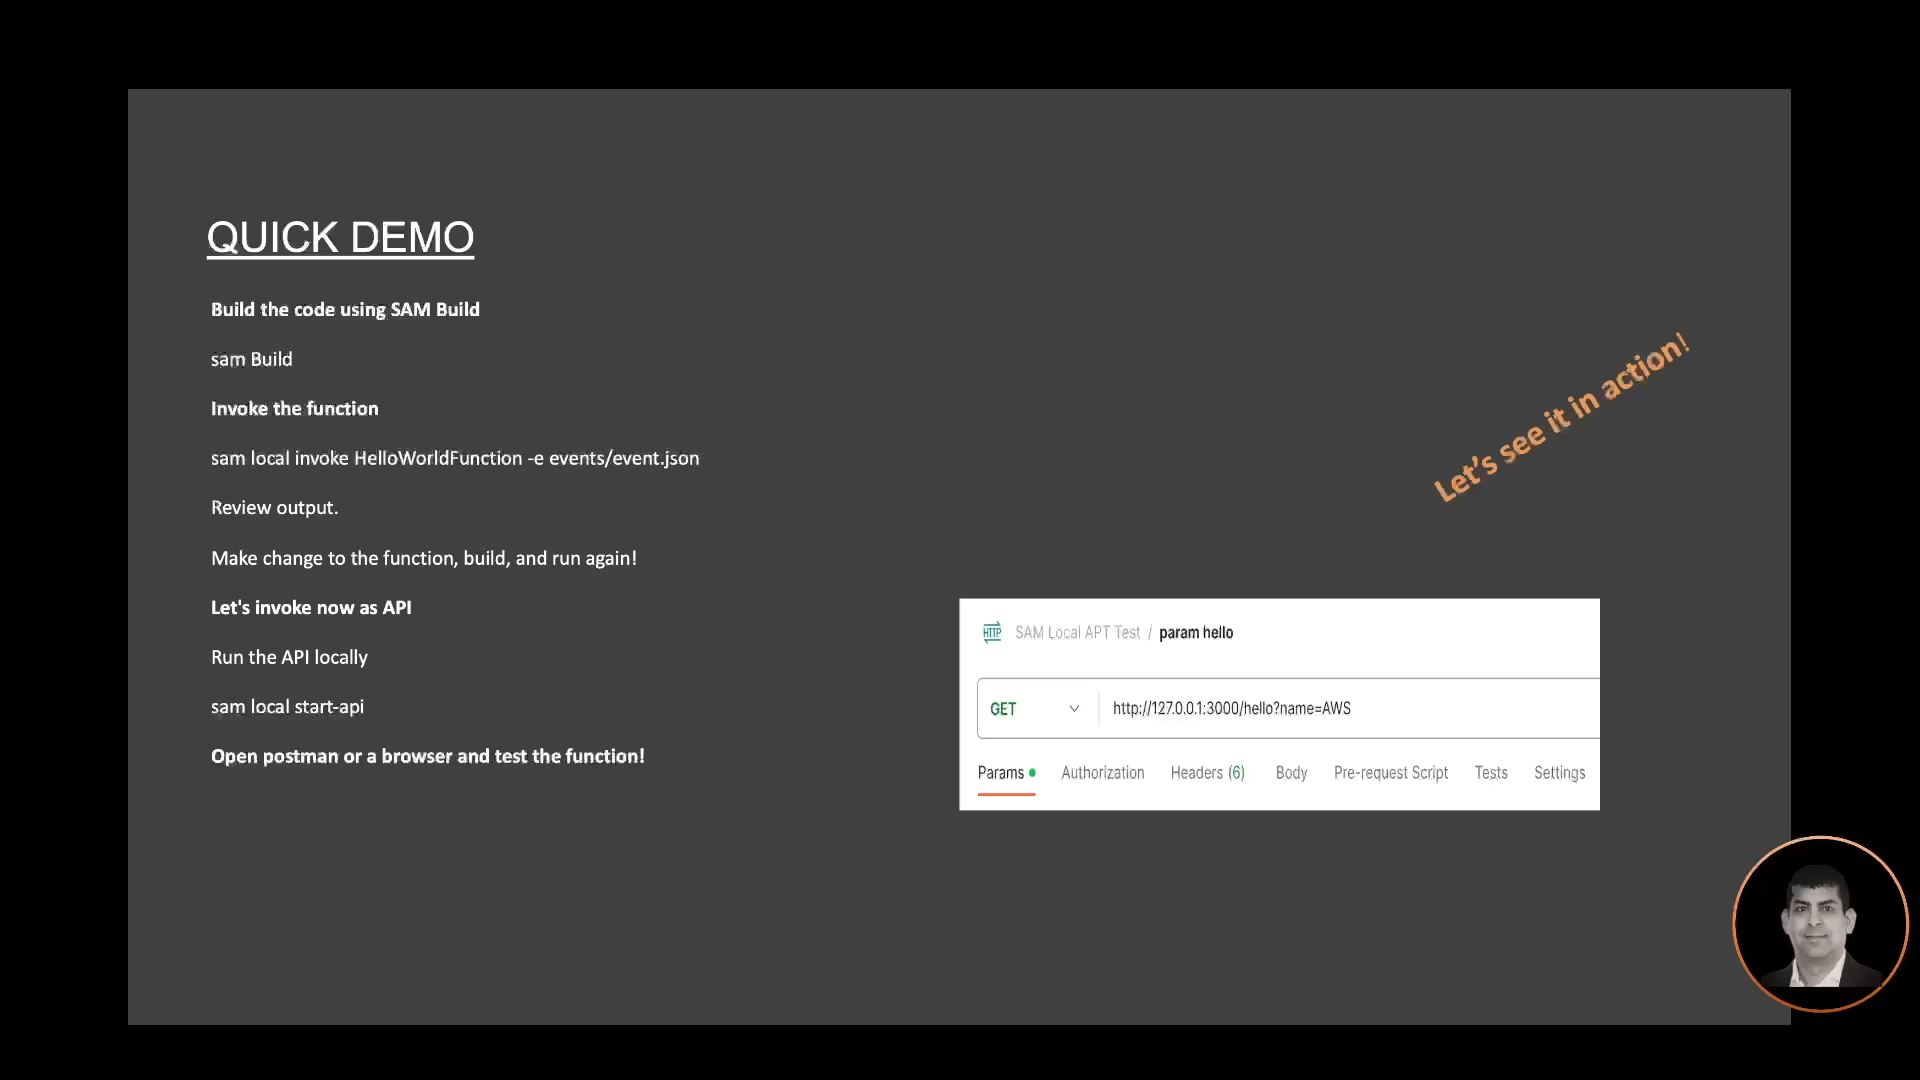 QUICK DEMO
Build the code using SAM Build
sam Build
Invoke the function
sam local invoke HelloWorldFunction -e events/event.json
Review output.
Make change to the function, build, and run again!
Let's invoke now as API
Run the API locally
sam local start-api
Open postman or a browser and test the function!
Let's see it in action!
HTTP SAM Local APT Test / param hello
GET http://127.0.0.1:3000/hello?name=AWS
Params Authorization Headers (6) Body Pre-request Script Tests Settings